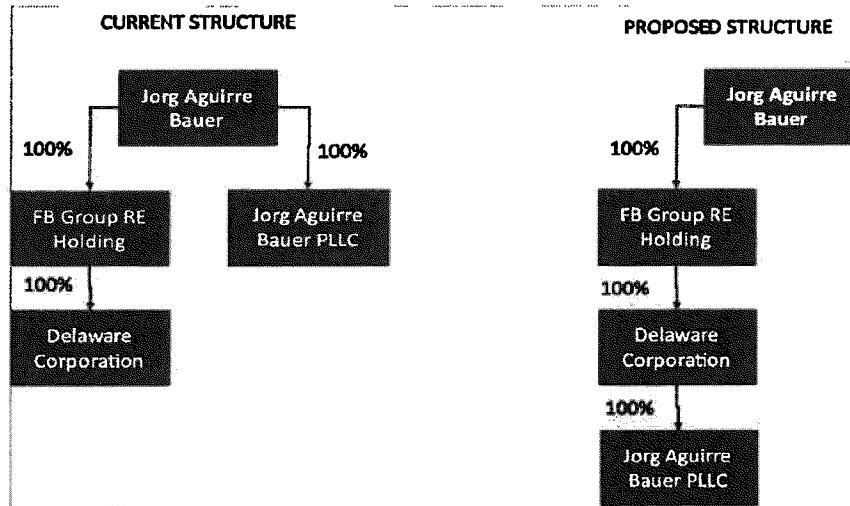 CURRENT STRUCTURE
Jorg Aguirre
Bauer
100%
100%
FB Group RE
Holding
Jorg Aguirre
Bauer PLLC
100%
Delaware
Corporation
PROPOSED STRUCTURE
Jorg Aguirre
Bauer
100%
FB Group RE
Holding
100%
Delaware
Corporation
100%
Jorg Aguirre
Bauer PLLC